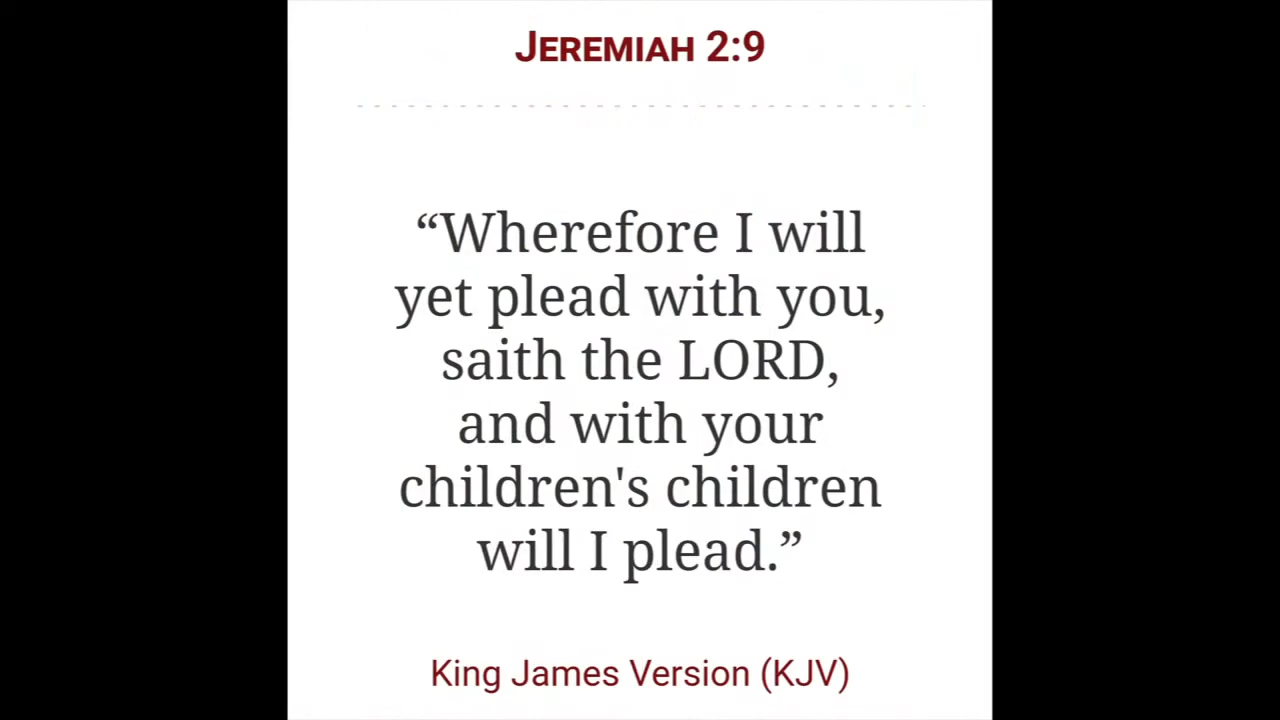 JEREMIAH 2:9
“Wherefore I will
yet plead with you,
saith the LORD,
and with your
children's children
will I plead.”
King James Version (KJV)